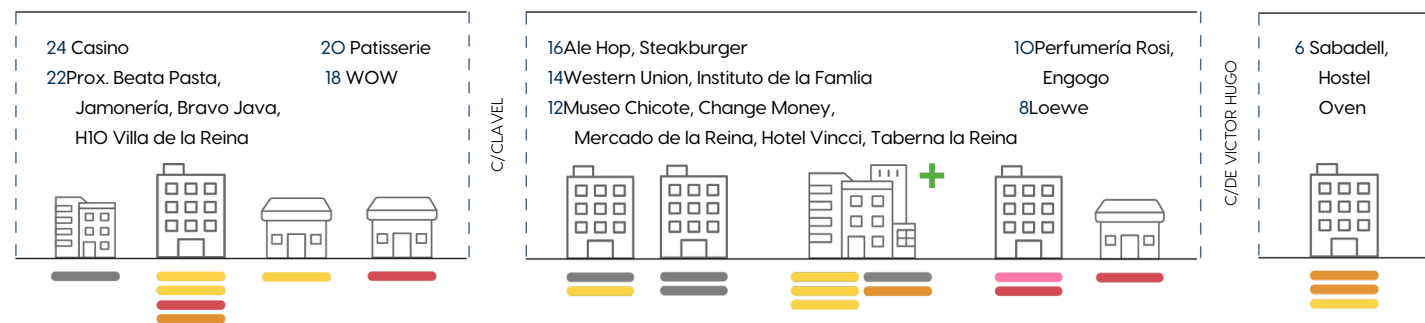 24 Casino
22Prox. Beata Pasta,
Jamonería, Bravo Java,
H10 Villa de la Reina
20 Patisserie
18 WOW
C/CLAVEL
16Ale Hop, Steakburger
14Western Union, Instituto de la Famlia
12Museo Chicote, Change Money,
Mercado de la Reina, Hotel Vincci, Taberna la Reina
10Perfumería Rosi,
Engogo
8Loewe
C/DE VICTOR HUGO
6 Sabadell,
Hostel
Oven